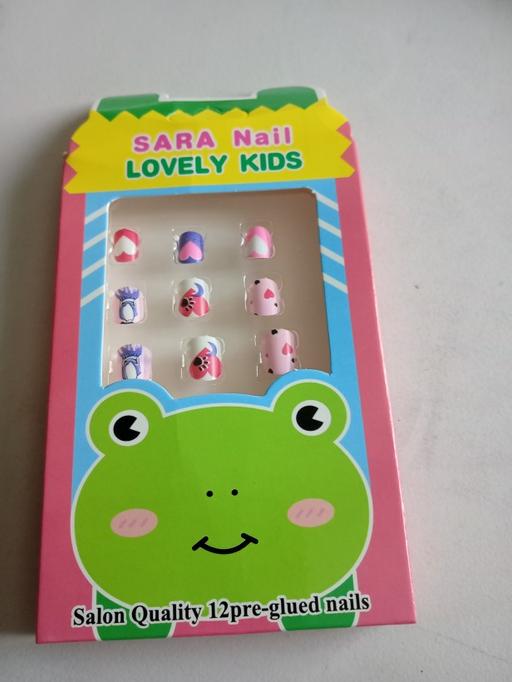 SARA Nail
LOVELY KIDS
Salon Quality 12pre-glued nails